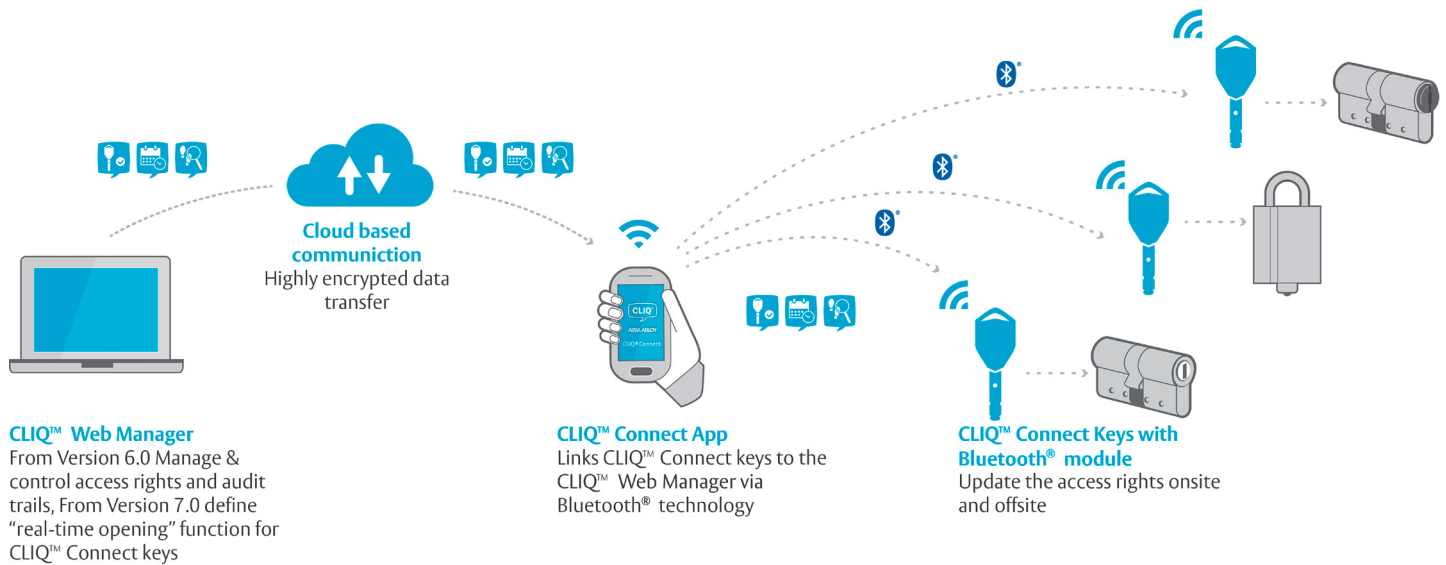 Cloud based
communiction
Highly encrypted data
transfer
CLIQ™ Web Manager
From Version 6.0 Manage &
control access rights and audit
trails, From Version 7.0 define
“real-time opening” function for
CLIQ™ Connect keys
CLIQ™
ASSA ABLOY
CLIQ®Connect
CLIQ™ Connect App
Links CLIQ™ Connect keys to the
CLIQ™ Web Manager via
Bluetooth® technology
®
®
®
CLIQ™ Connect Keys with
Bluetooth® module
Update the access rights onsite
and offsite